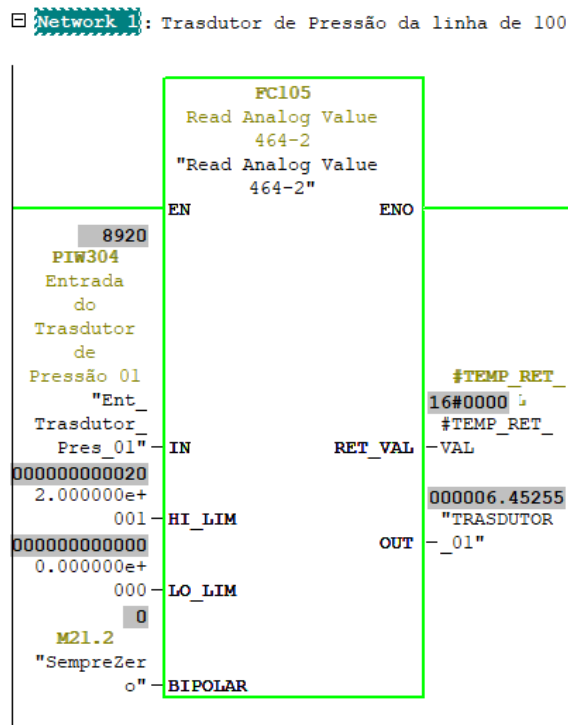 Network 1: Trasdutor de Pressão da linha de 100
FC105
Read Analog Value
464-2
"Read Analog Value
464-2"
EN ENO
8920
PIW304
Entrada
do
Trasdutor
de
Pressão 01
"Ent_
Trasdutor_
Pres_01" IN
#TEMP_RET_
16#0000
#TEMP_RET_
RET_VAL VAL
000000000020
2.000000e+
001 HI_LIM
000006.45255
"TRASDUTOR
OUT _01"
000000000000
0.000000e+
000 LO_LIM
0
M21.2
"SempreZer
o" BIPOLAR